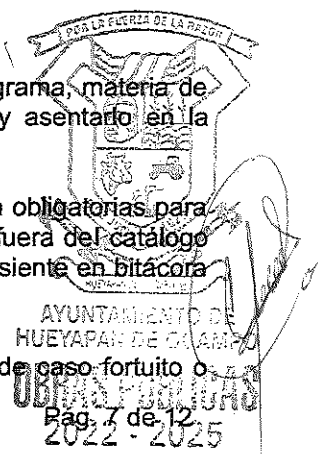 POR LA FUERZA DE LA RAZON
grama, materia de
y asentarlo en la
obligatorias para
fuera del catálogo
siente en bitácora
AYUNTAMIENTO DE
HUEYAPAN DE OCAMPO
de caso fortuito o
OBRAS PUBLICAS
Pág. 7 de 12
2022 - 2025